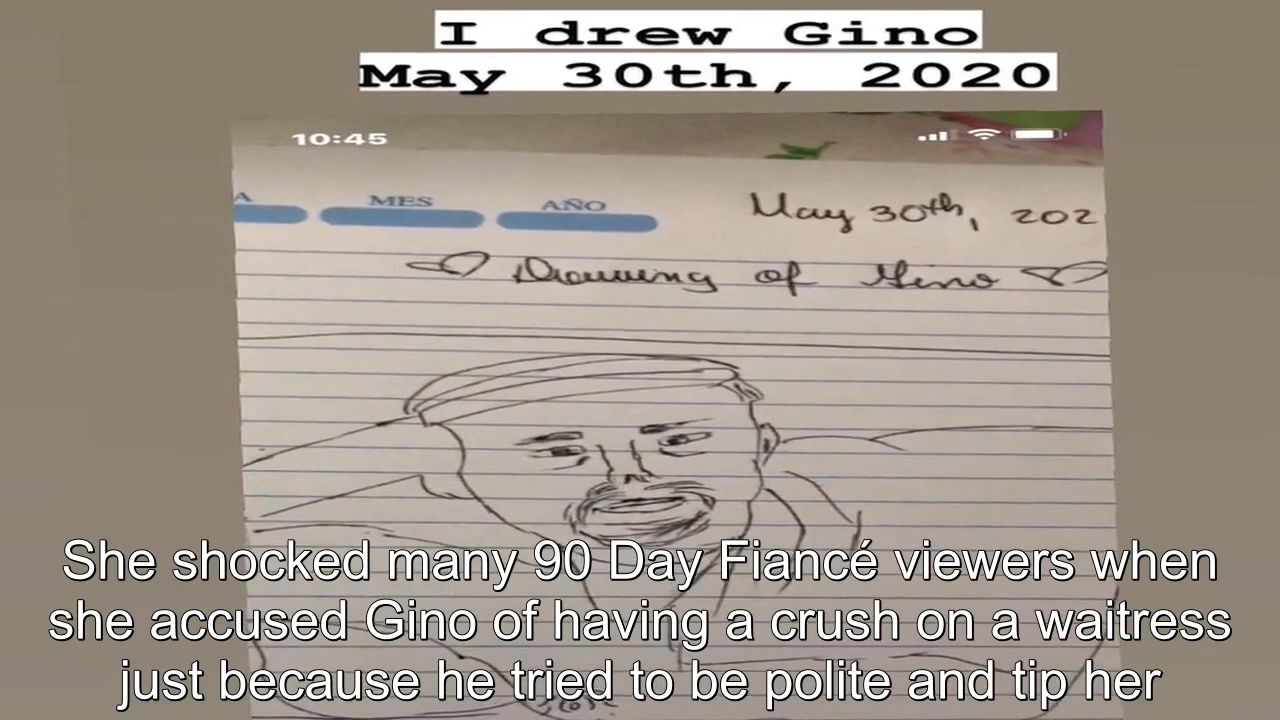 I drew Gino
May 30th, 2020
10:45
A MES AÑO
May 30th, 202
Drawing of Gino
She shocked many 90 Day Fiancé viewers when
she accused Gino of having a crush on a waitress
just because he tried to be polite and tip her